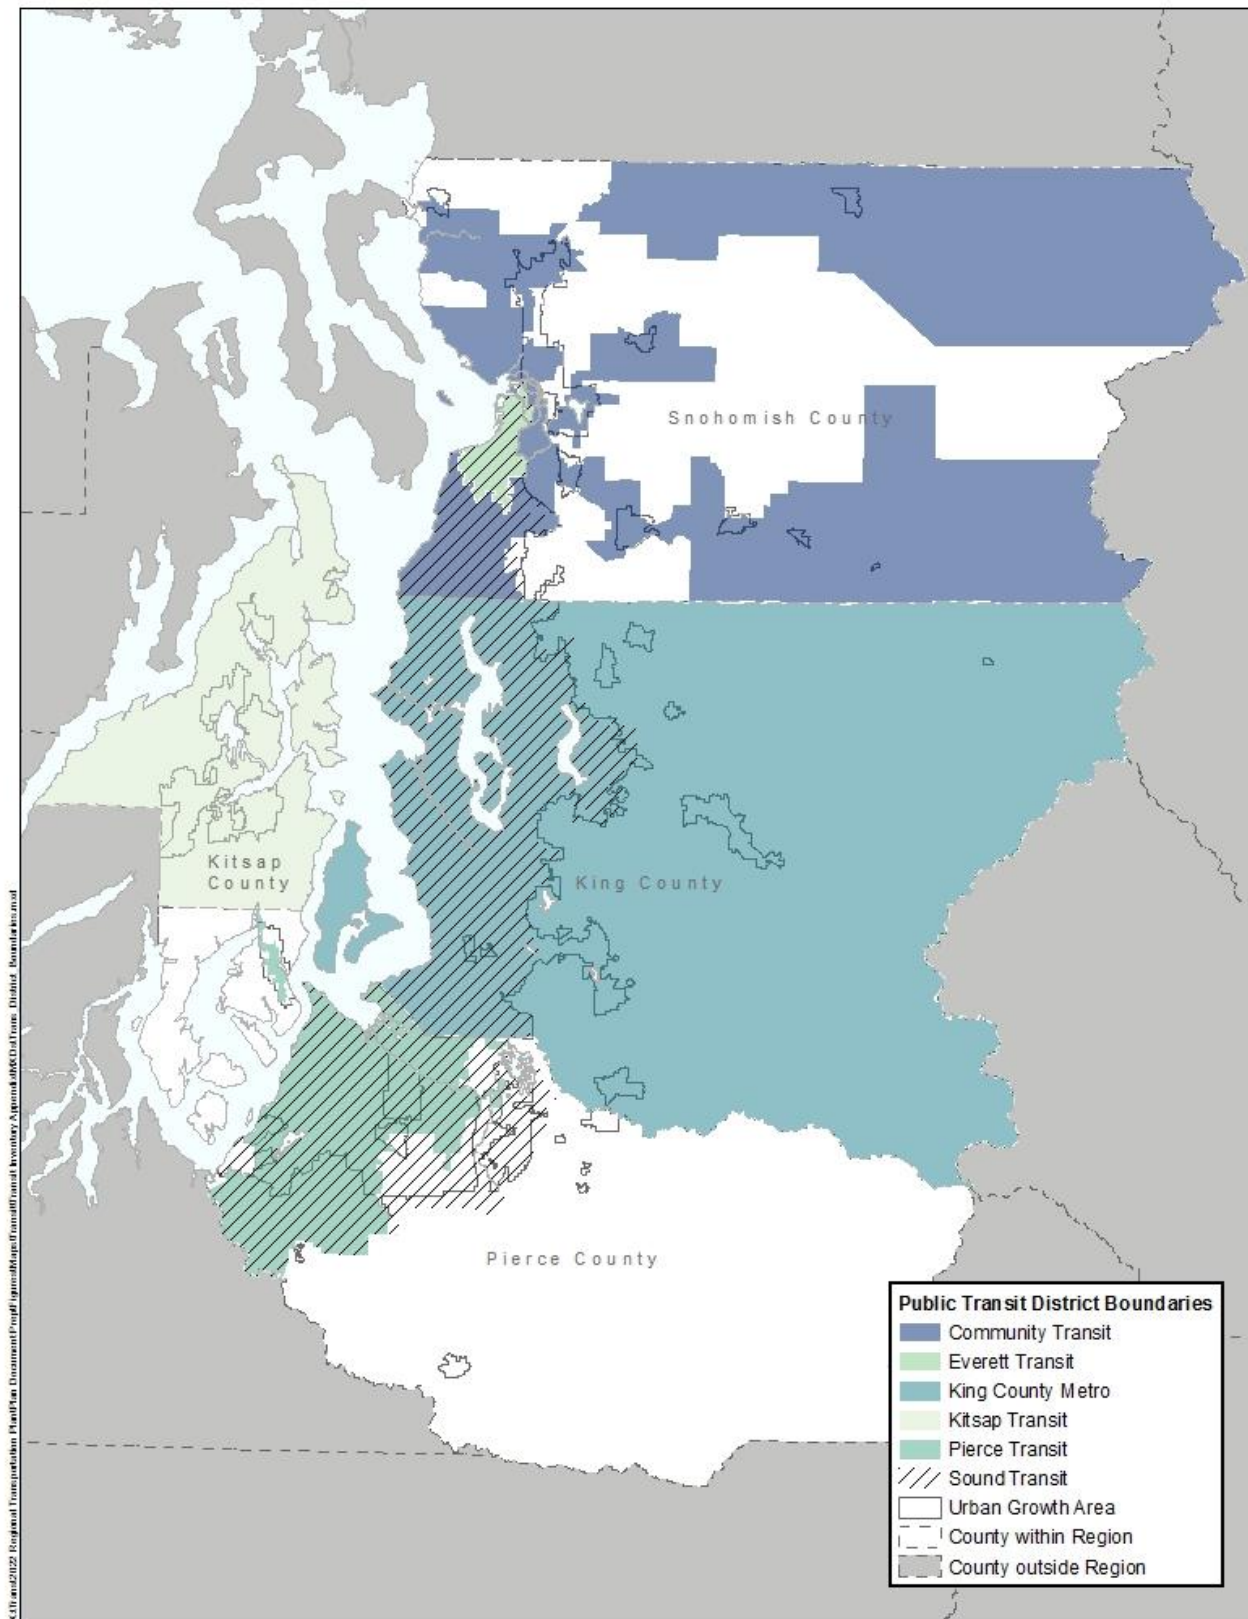 Snohomish County
Kitsap
County
King County
Pierce County
Public Transit District Boundaries
Community Transit
Everett Transit
King County Metro
Kitsap Transit
Pierce Transit
Sound Transit
Urban Growth Area
County within Region
County outside Region